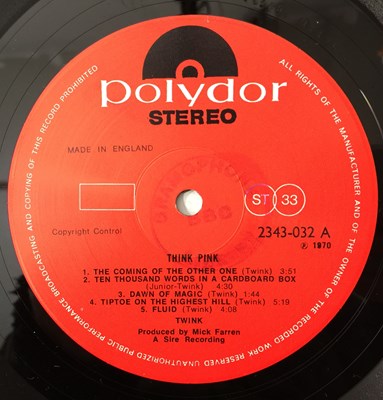 polydor
STEREO
MADE IN ENGLAND
ST 33
2343-032 A
℗ 1970
Copyright Control
THINK PINK
1. THE COMING OF THE OTHER ONE (Twink) 3:51
2. TEN THOUSAND WORDS IN A CARDBOARD BOX
(Junior-Twink) 4:30
3. DAWN OF MAGIC (Twink) 1:44
4. TIPTOE ON THE HIGHEST HILL (Twink) 5:19
5. FLUID (Twink) 4:08
TWINK
Produced by Mick Farren
A Sire Recording
ALL RIGHTS OF THE MANUFACTURER AND OF THE OWNER OF THE RECORDED WORK RESERVED UNAUTHORIZED PUBLIC PERFORMANCE BROADCASTING AND COPYING OF THIS RECORD PROHIBITED